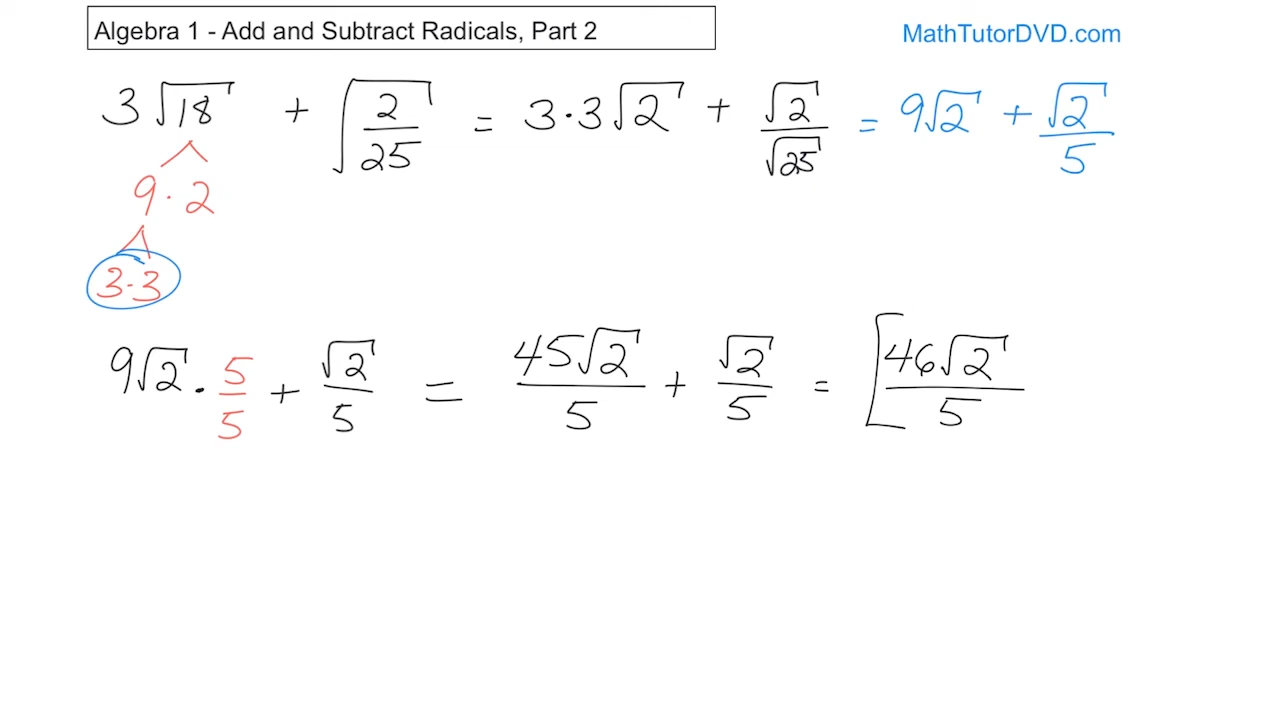 Algebra 1 - Add and Subtract Radicals, Part 2
MathTutorDVD.com
3√18 + √(2/25) = 3·3√2 + √2/√25 = 9√2 + √2/5
9·2
3·3
9√2 · 5/5 + √2/5 = 45√2/5 + √2/5 = [46√2/5